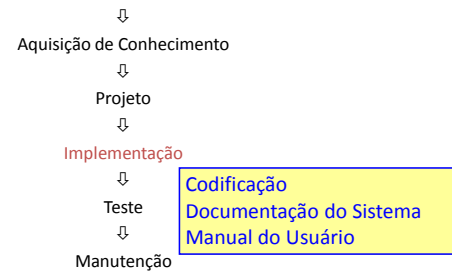 ⇩
Aquisição de Conhecimento
⇩
Projeto
⇩
Implementação
⇩
Teste
⇩
Manutenção
Codificação
Documentação do Sistema
Manual do Usuário